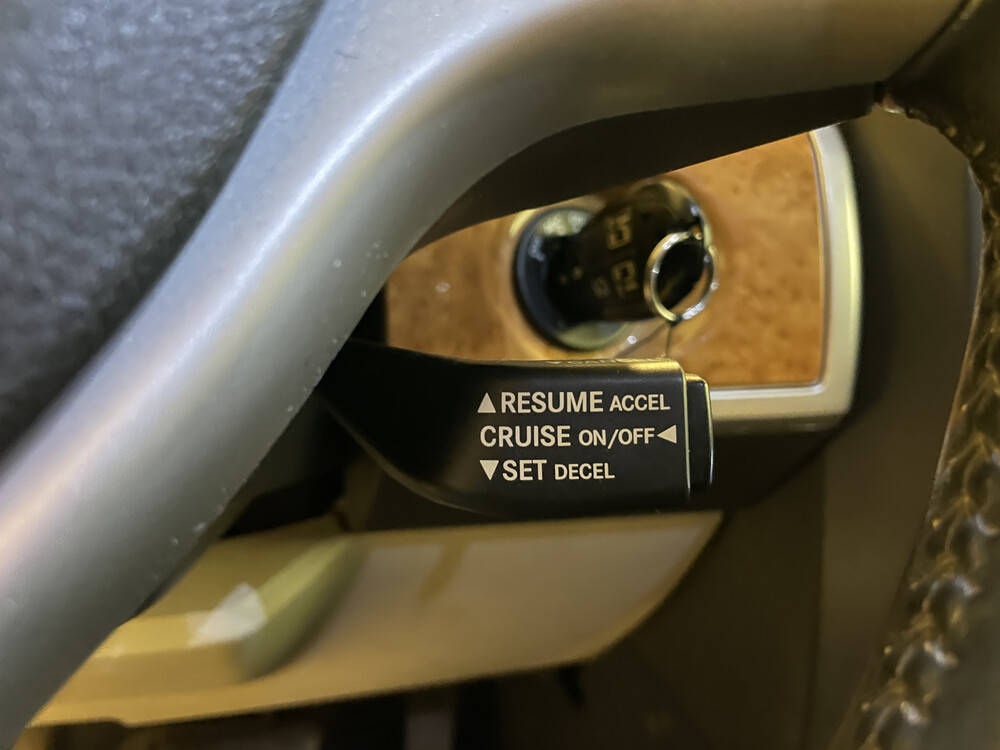 ▲RESUME ACCEL
CRUISE ON/OFF◀
▼SET DECEL